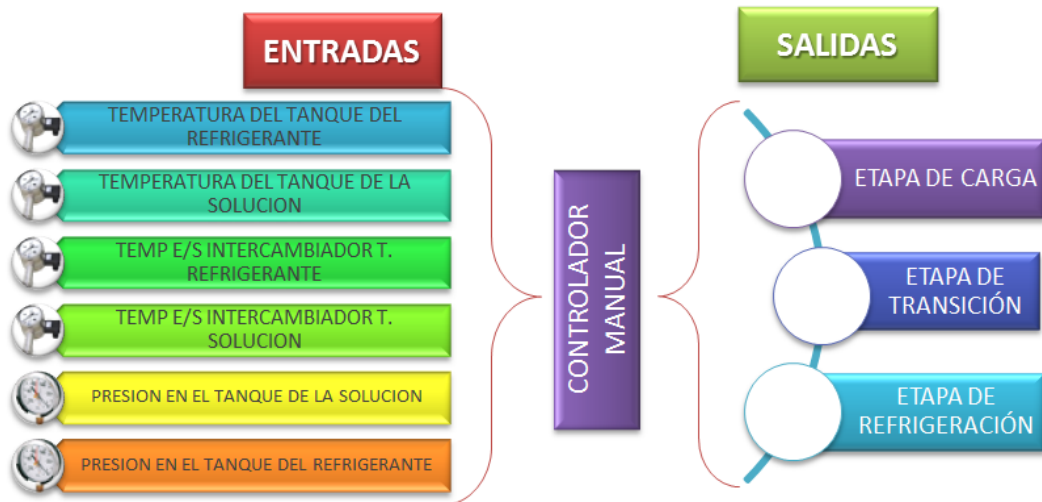 ENTRADAS
TEMPERATURA DEL TANQUE DEL
REFRIGERANTE
TEMPERATURA DEL TANQUE DE LA
SOLUCION
TEMP E/S INTERCAMBIADOR T.
REFRIGERANTE
TEMP E/S INTERCAMBIADOR T.
SOLUCION
PRESION EN EL TANQUE DE LA SOLUCION
PRESION EN EL TANQUE DEL REFRIGERANTE
CONTROLADOR
MANUAL
SALIDAS
ETAPA DE CARGA
ETAPA DE
TRANSICIÓN
ETAPA DE
REFRIGERACIÓN